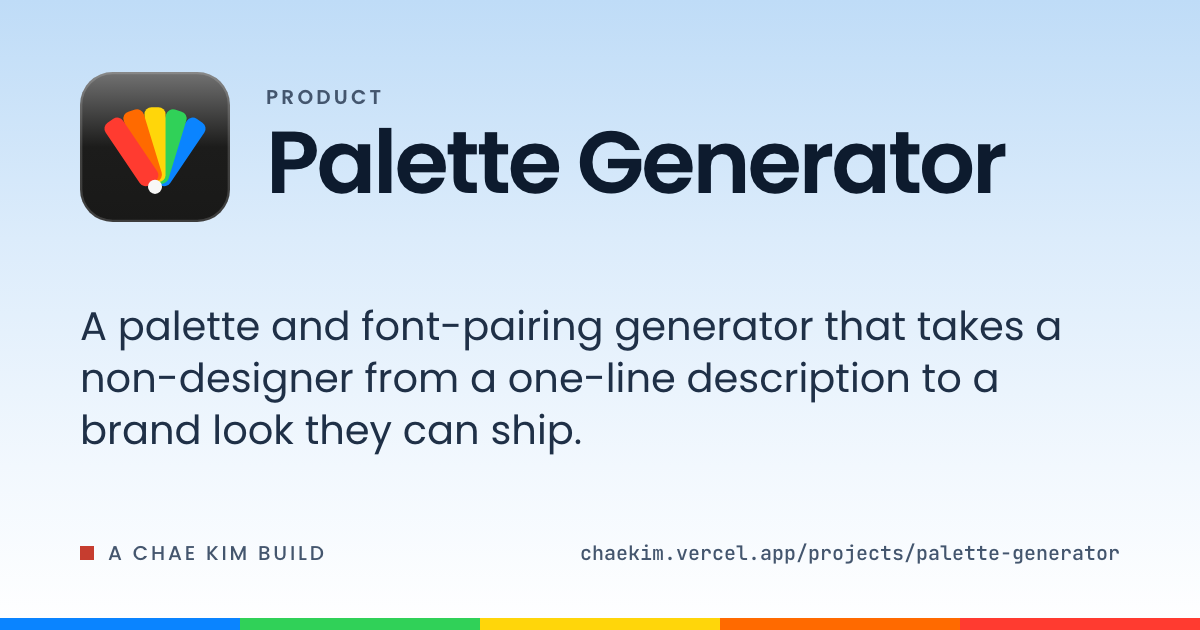 PRODUCT
Palette Generator
A palette and font-pairing generator that takes a
non-designer from a one-line description to a
brand look they can ship.
A CHAE KIM BUILD
chaekim.vercel.app/projects/palette-generator